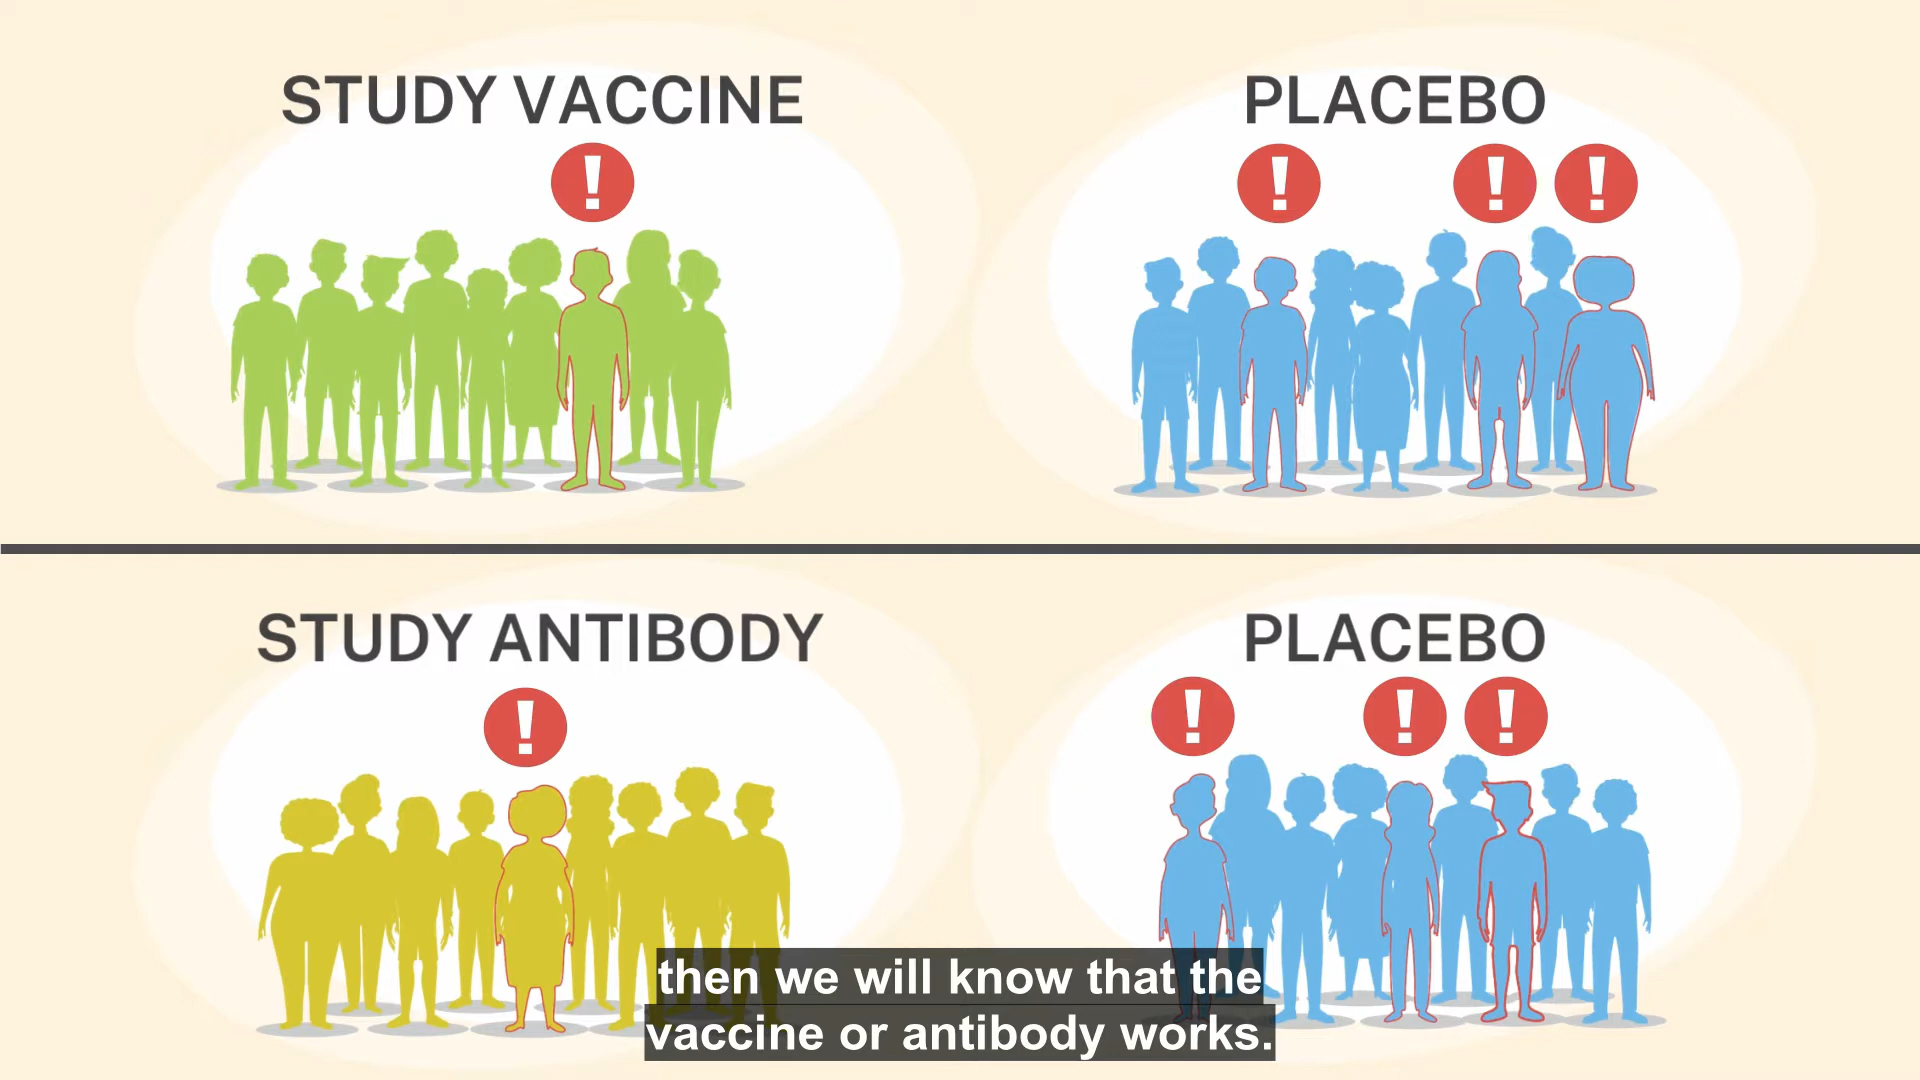 STUDY VACCINE
PLACEBO
!
! ! !
STUDY ANTIBODY
PLACEBO
!
! ! !
then we will know that the
vaccine or antibody works.